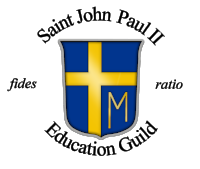 Saint John Paul II
fides
ratio
M
Education Guild